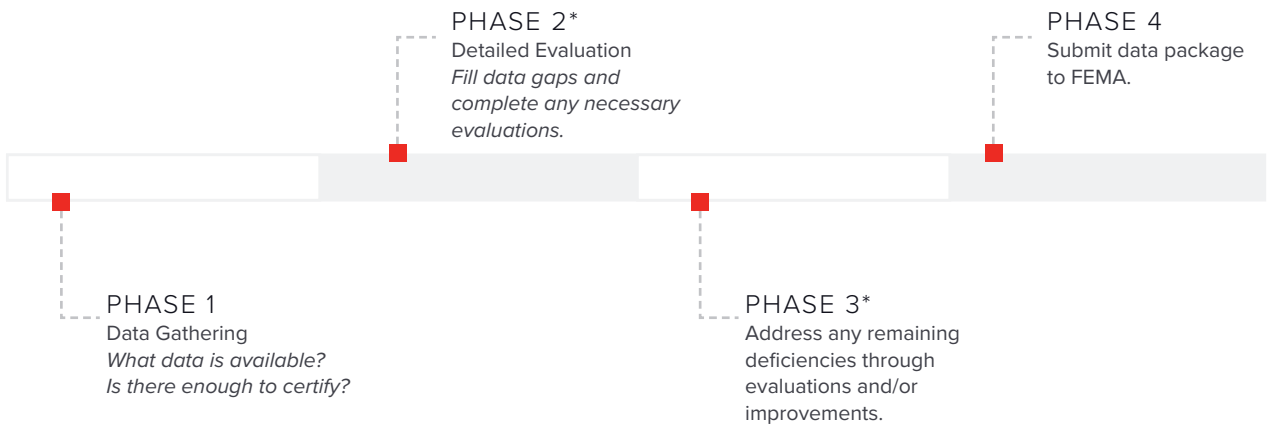 PHASE 1
Data Gathering
What data is available?
Is there enough to certify?
PHASE 2*
Detailed Evaluation
Fill data gaps and
complete any necessary
evaluations.
PHASE 3*
Address any remaining
deficiencies through
evaluations and/or
improvements.
PHASE 4
Submit data package
to FEMA.